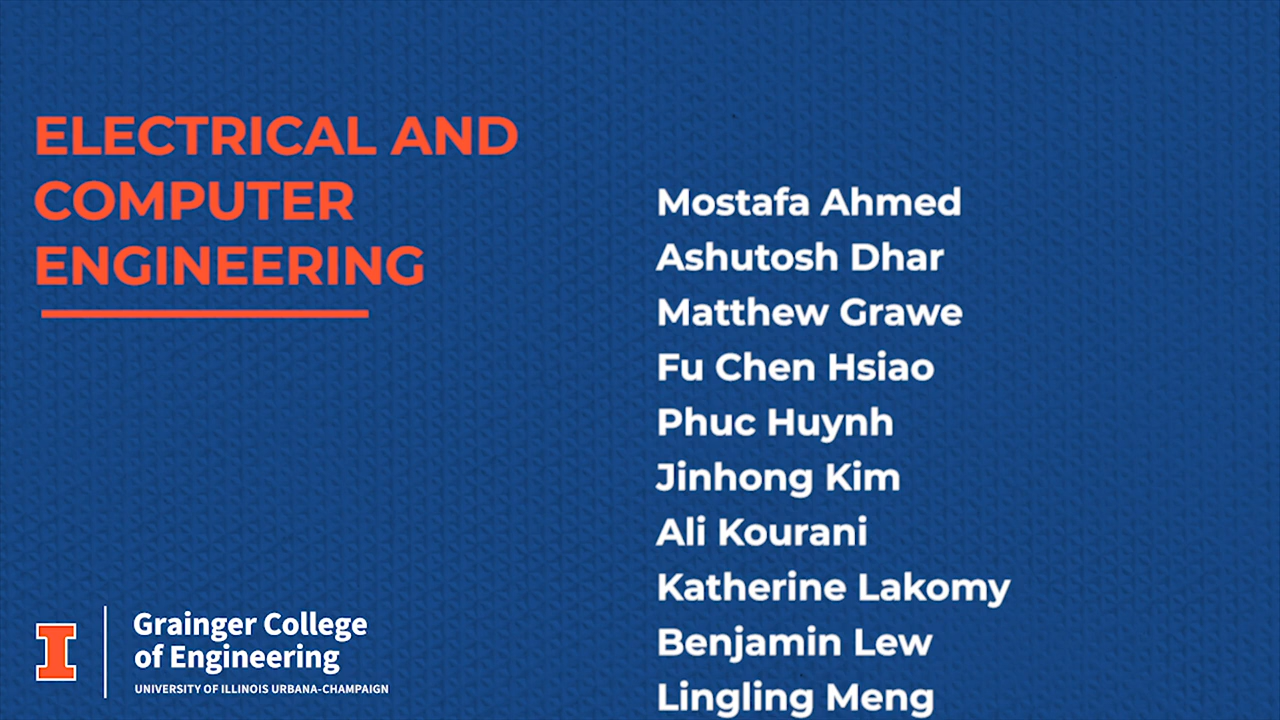 ELECTRICAL AND
COMPUTER
ENGINEERING
Mostafa Ahmed
Ashutosh Dhar
Matthew Grawe
Fu Chen Hsiao
Phuc Huynh
Jinhong Kim
Ali Kourani
Katherine Lakomy
Benjamin Lew
Lingling Meng
Grainger College
of Engineering
UNIVERSITY OF ILLINOIS URBANA-CHAMPAIGN